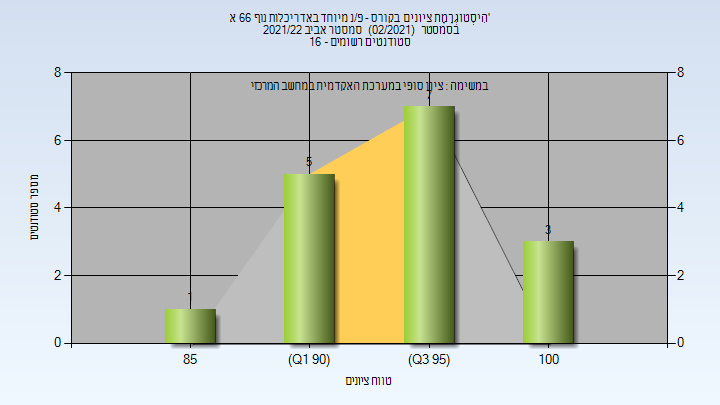 היסטוגרמת ציונים בקורס - פ/נ מיוחד באדריכלות נוף 66 א'
בסמסטר (02/2021) סמסטר אביב 2021/22
סטודנטים רשומים - 16
במשימה : ציון סופי במערכת האקדמית במחשב המרכזי
8
6
4
2
0
8
6
4
2
0
מספר סטודנטים
1
5
7
3
85
(Q1 90)
(Q3 95)
100
טווח ציונים